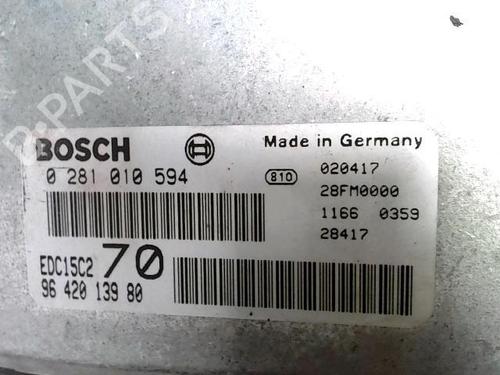 B-PARTS
BOSCH
Made in Germany
0 281 010 594
810
020417
28FM0000
1166 0359
28417
EDC15C2 70
96 420 139 80